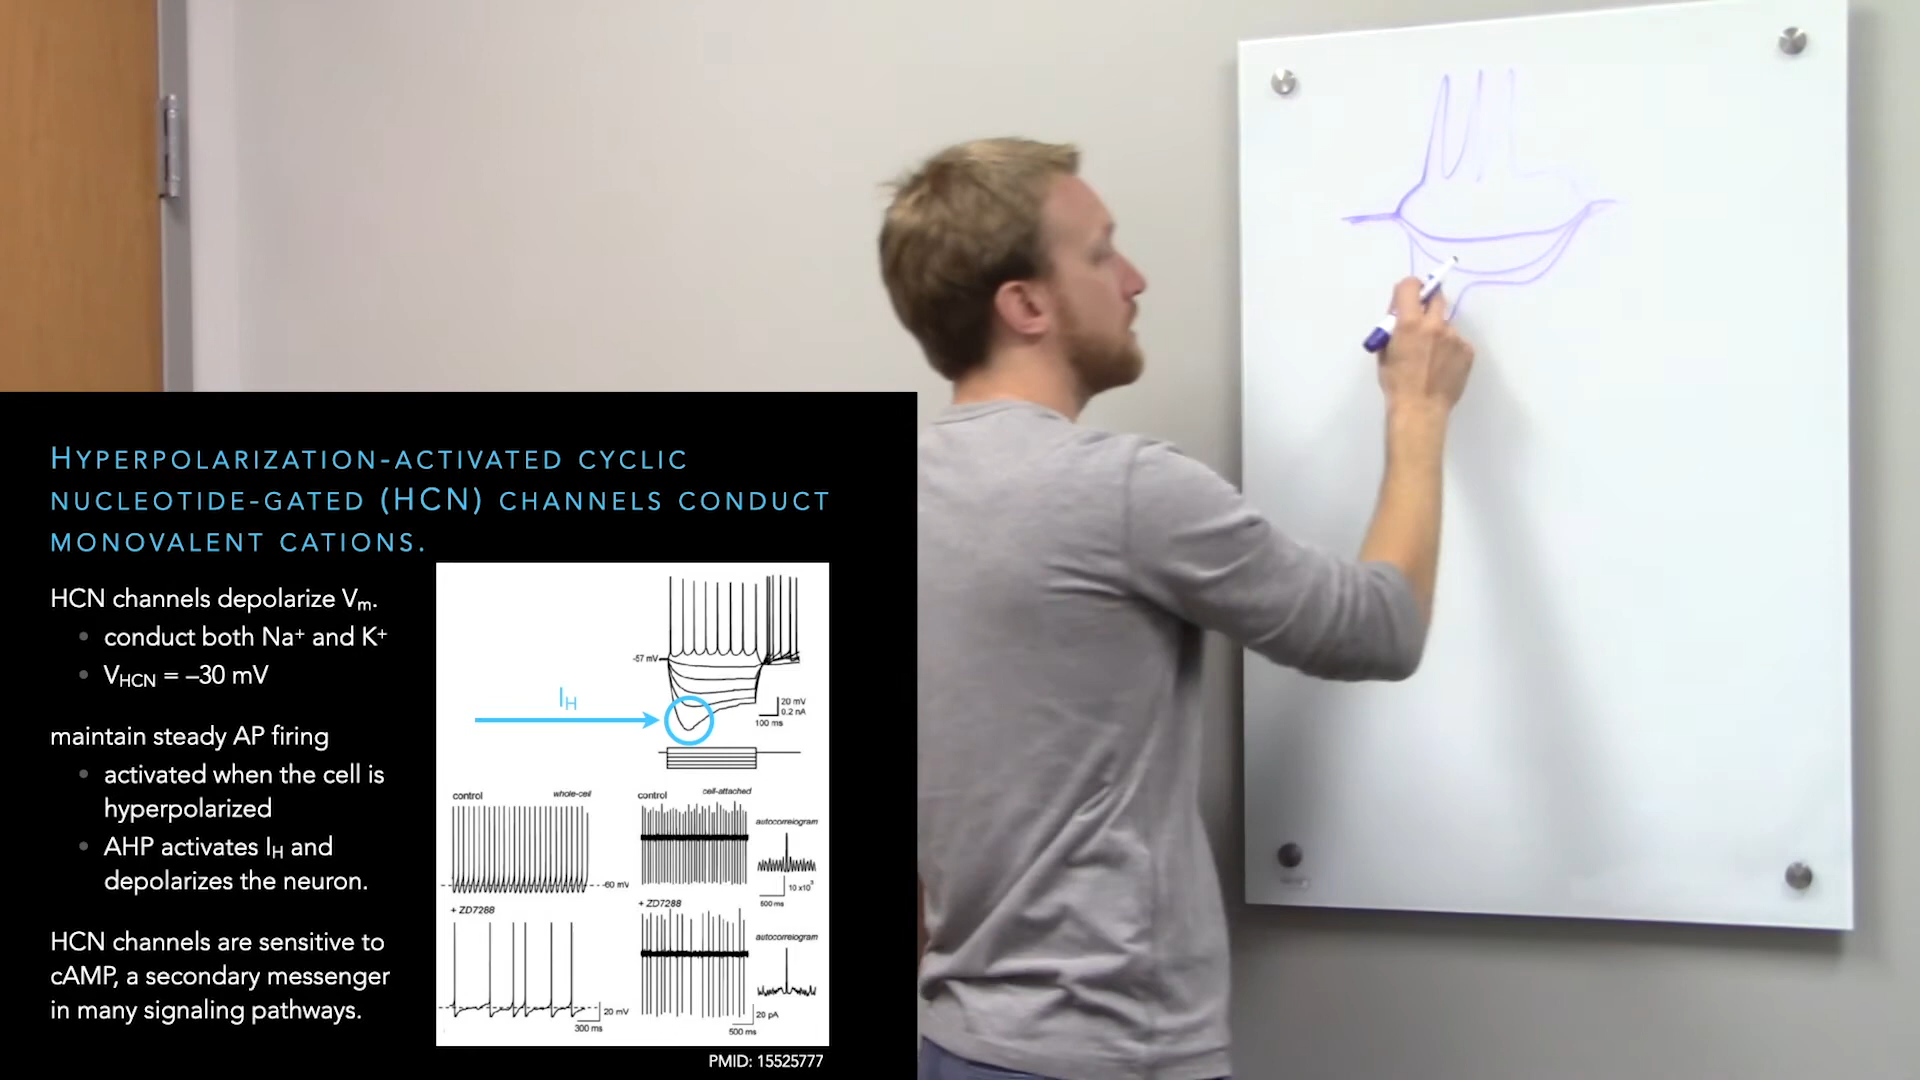 HYPERPOLARIZATION-ACTIVATED CYCLIC
NUCLEOTIDE-GATED (HCN) CHANNELS CONDUCT
MONOVALENT CATIONS.
HCN channels depolarize Vm.
• conduct both Na+ and K+
• VHCN = –30 mV
maintain steady AP firing
• activated when the cell is
hyperpolarized
• AHP activates IH and
depolarizes the neuron.
HCN channels are sensitive to
cAMP, a secondary messenger
in many signaling pathways.
-57 mV
IH
20 mV
0.2 nA
100 ms
control whole-cell
-60 mV
+ ZD7288
20 mV
300 ms
control cell-attached
autocorrelogram
10 x10³
500 ms
+ ZD7288
autocorrelogram
20 pA
500 ms
PMID: 15525777